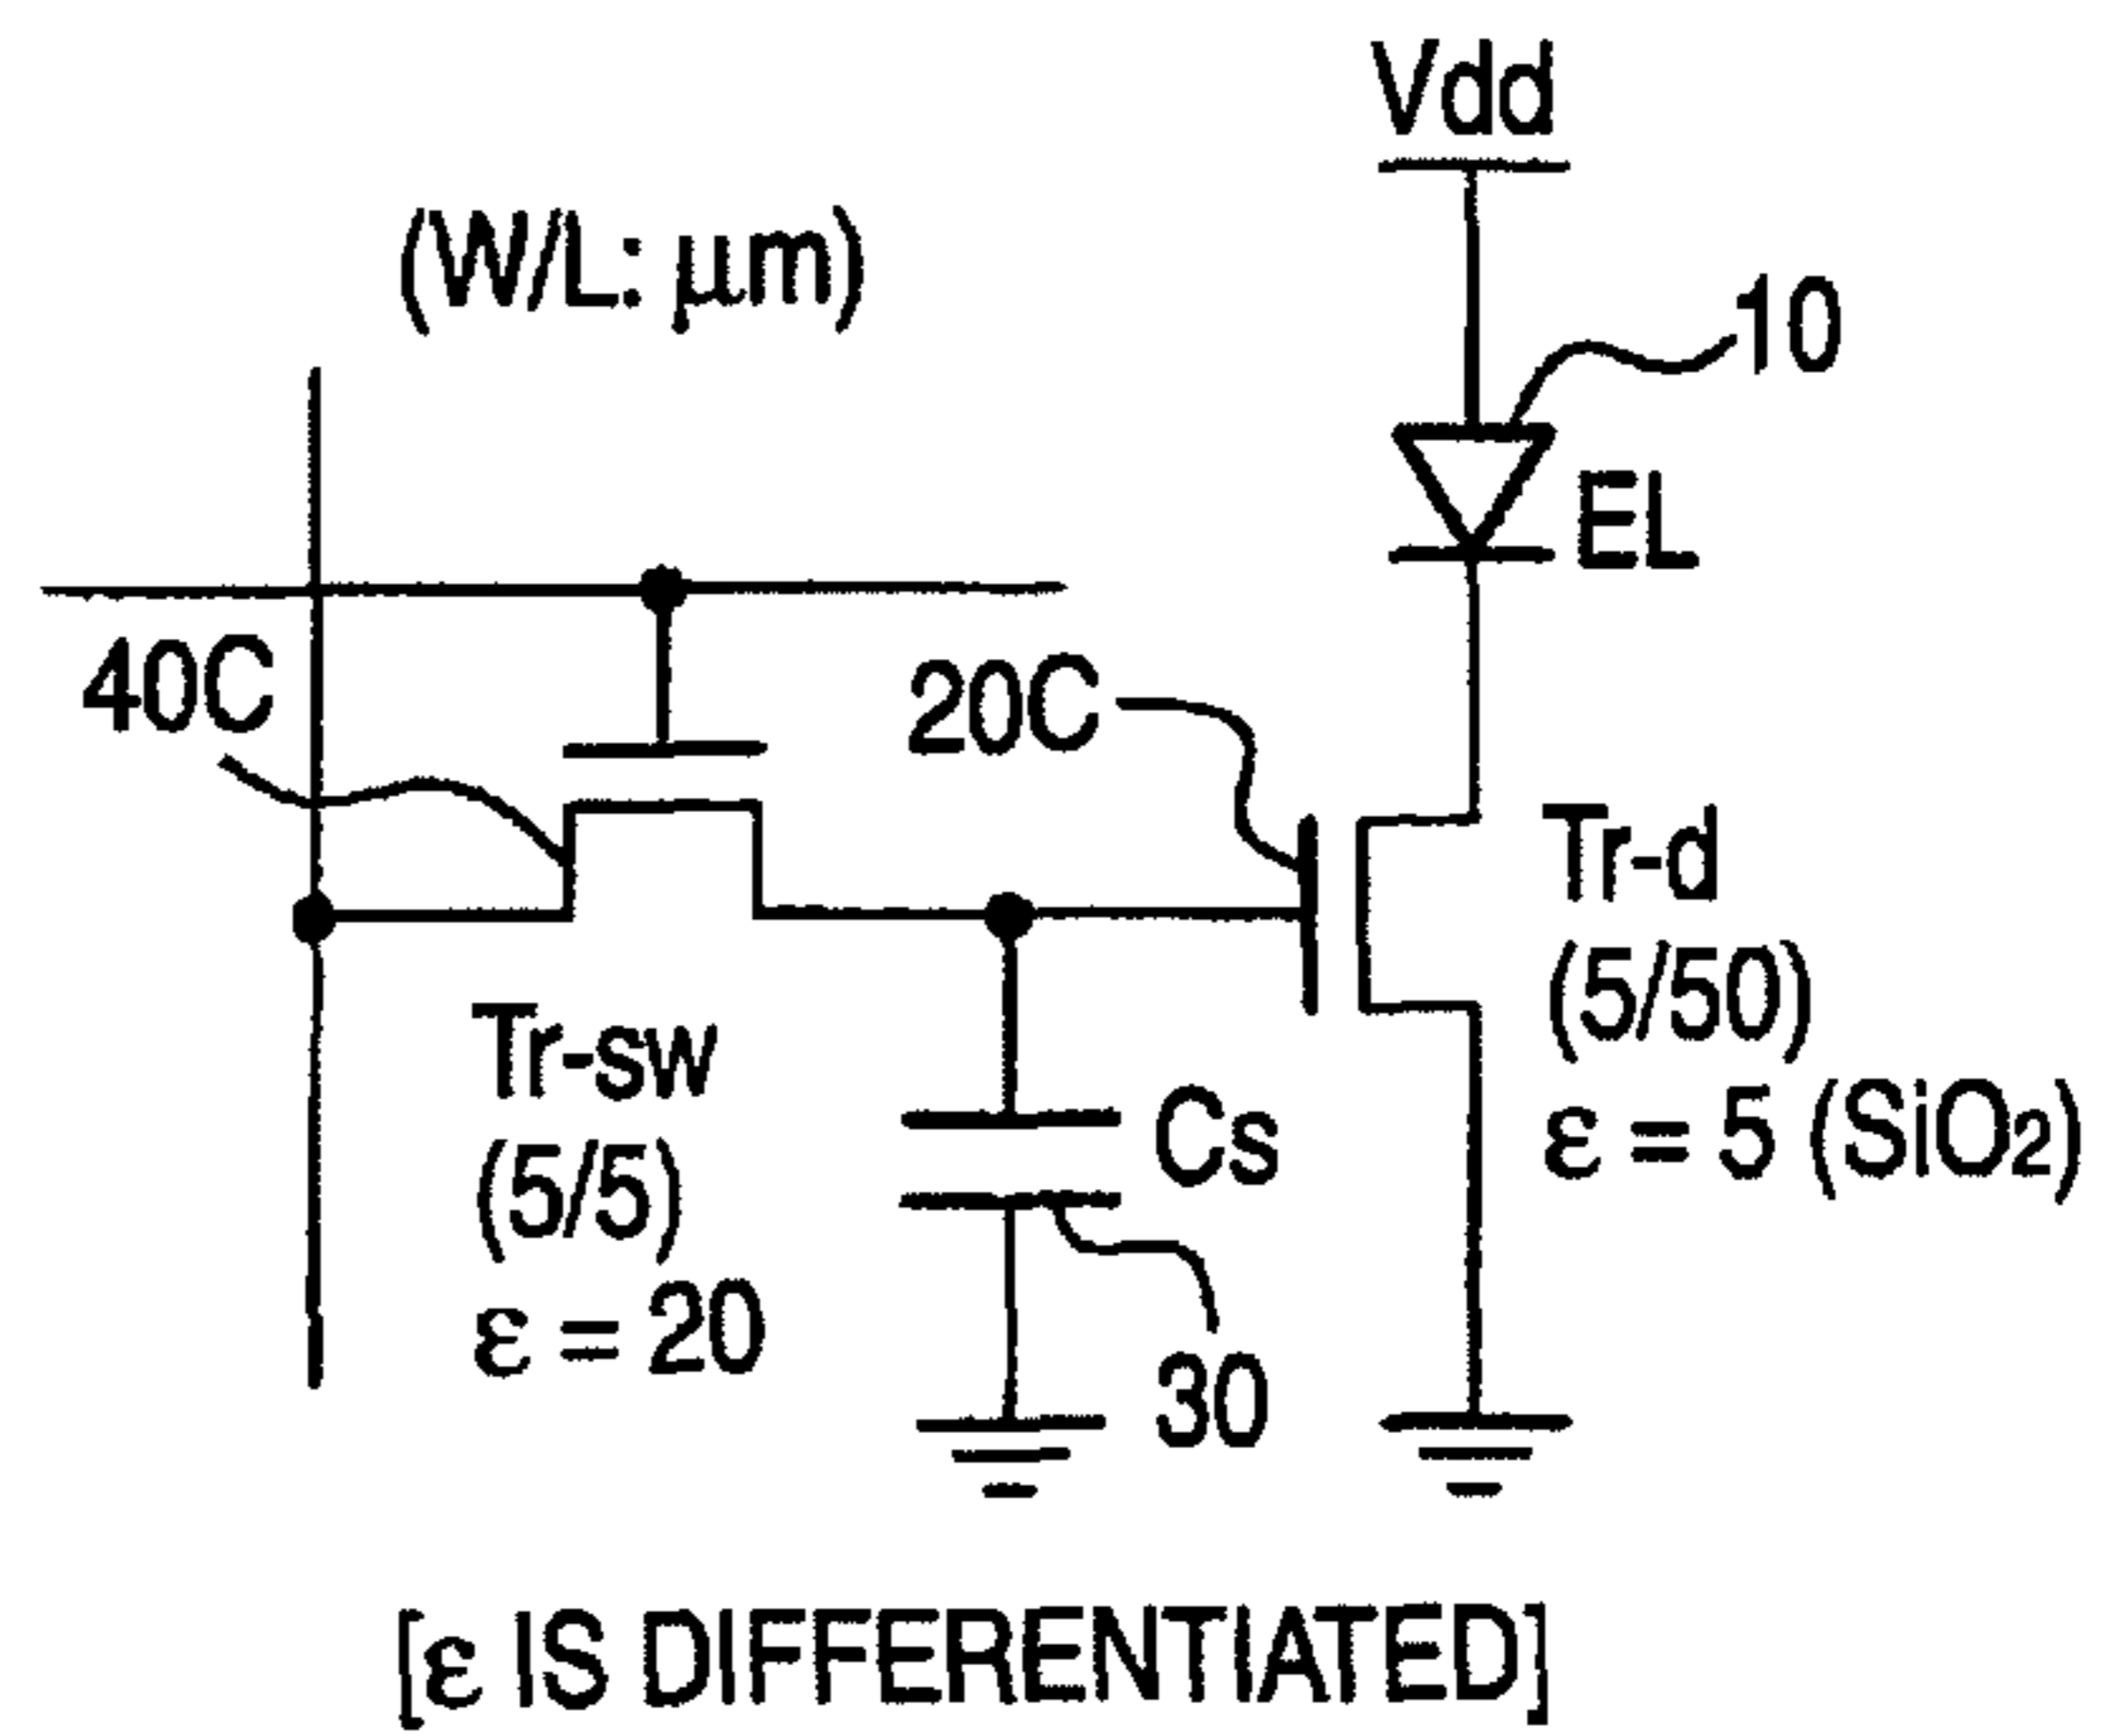 Vdd
(W/L: μm)
10
EL
40C
20C
Tr-d
(5/50)
ε = 5 (SiO₂)
Tr-sw
(5/5)
ε = 20
Cs
30
[ε IS DIFFERENTIATED]